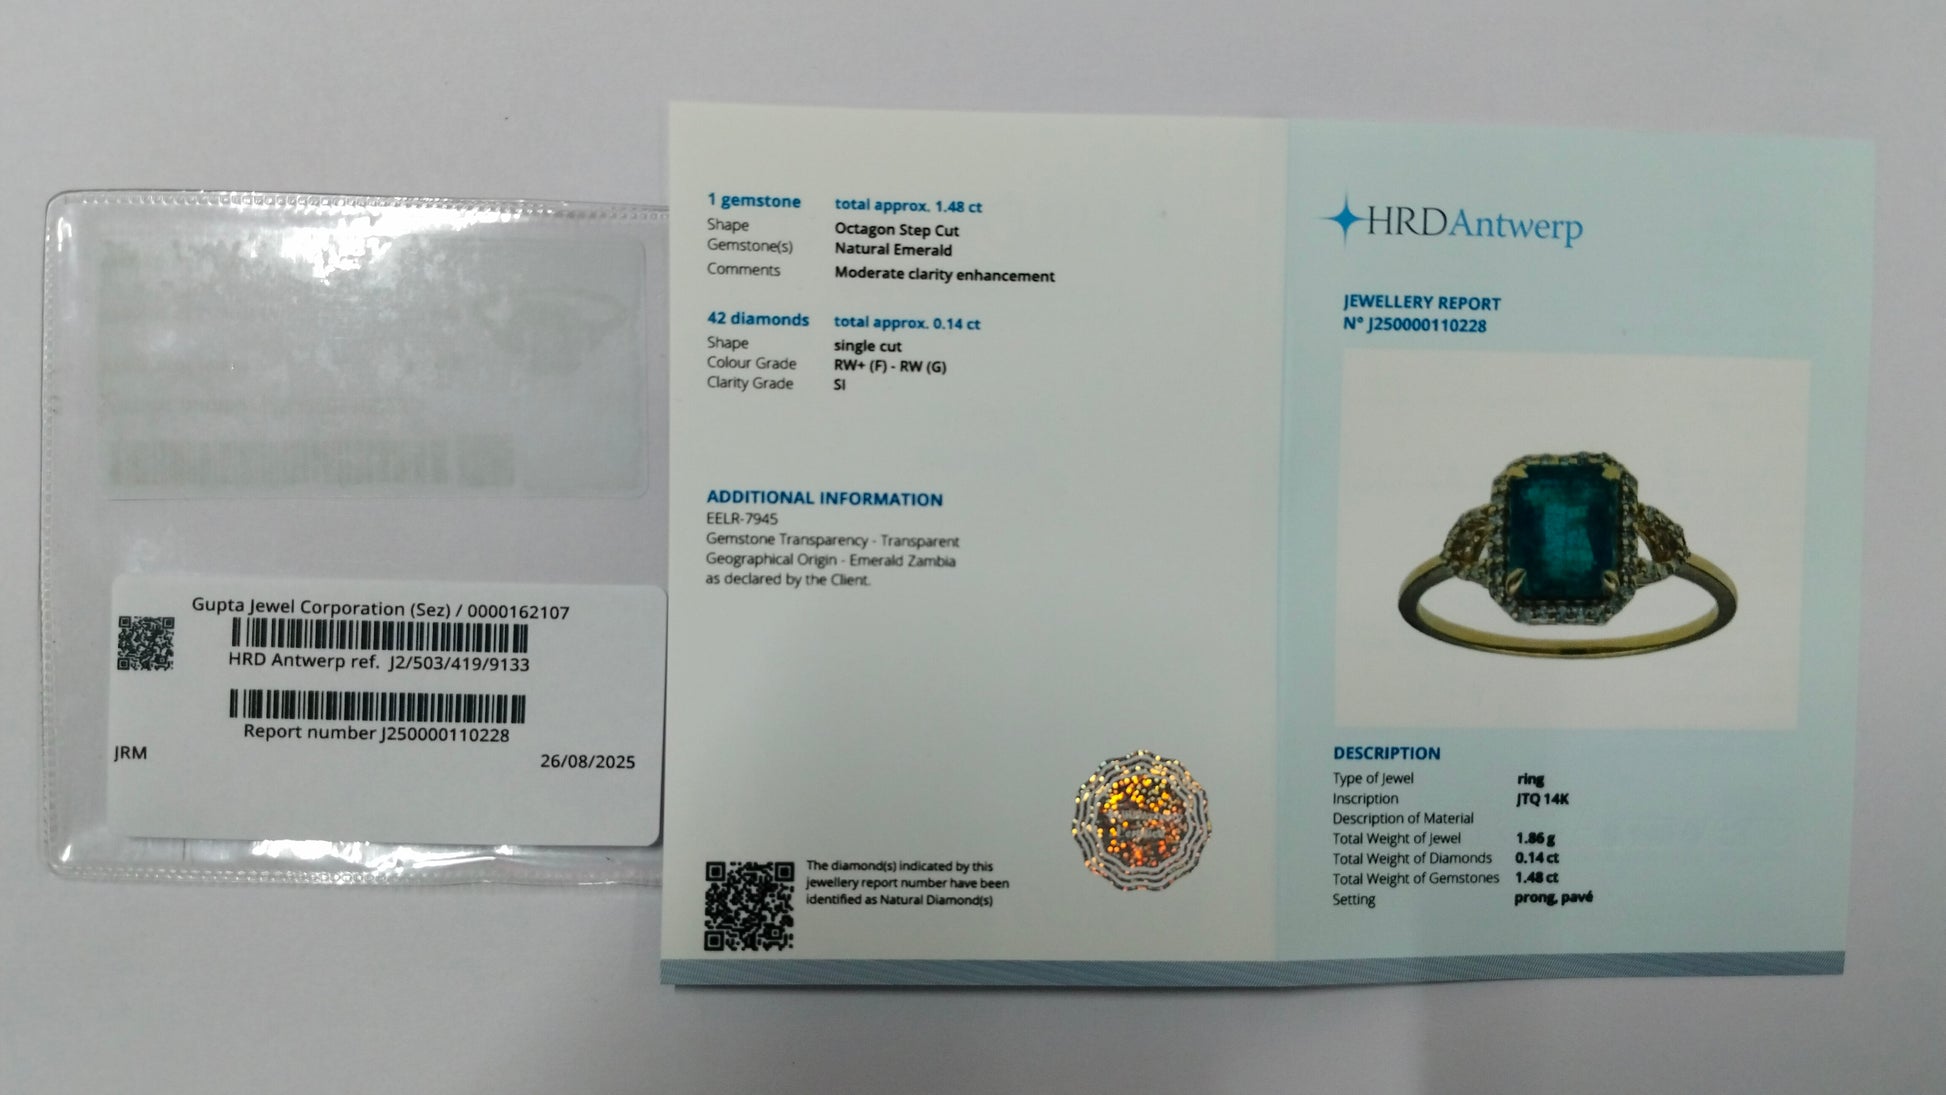 Gupta Jewel Corporation (Sez) / 0000162107
HRD Antwerp ref. J2/503/419/9133
Report number J250000110228
JRM
26/08/2025
1 gemstone total approx. 1.48 ct
Shape Octagon Step Cut
Gemstone(s) Natural Emerald
Comments Moderate clarity enhancement
42 diamonds total approx. 0.14 ct
Shape single cut
Colour Grade RW+ (F) - RW (G)
Clarity Grade SI
ADDITIONAL INFORMATION
EELR-7945
Gemstone Transparency - Transparent
Geographical Origin - Emerald Zambia
as declared by the Client.
The diamond(s) indicated by this
jewellery report number have been
identified as Natural Diamond(s)
HRDAntwerp
JEWELLERY REPORT
N° J250000110228
DESCRIPTION
Type of Jewel ring
Inscription JTQ 14K
Description of Material
Total Weight of Jewel 1.86 g
Total Weight of Diamonds 0.14 ct
Total Weight of Gemstones 1.48 ct
Setting prong, pavé